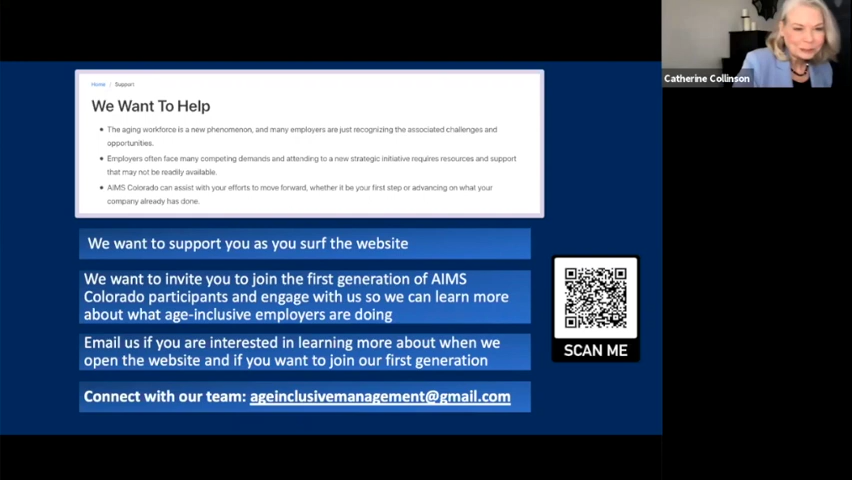 Catherine Collinson
Home / Support
We Want To Help
• The aging workforce is a new phenomenon, and many employers are just recognizing the associated challenges and
opportunities.
• Employers often face many competing demands and attending to a new strategic initiative requires resources and support
that may not be readily available.
• AIMS Colorado can assist with your efforts to move forward, whether it be your first step or advancing on what your
company already has done.
We want to support you as you surf the website
We want to invite you to join the first generation of AIMS
Colorado participants and engage with us so we can learn more
about what age-inclusive employers are doing
Email us if you are interested in learning more about when we
open the website and if you want to join our first generation
Connect with our team: ageinclusivemanagement@gmail.com
SCAN ME